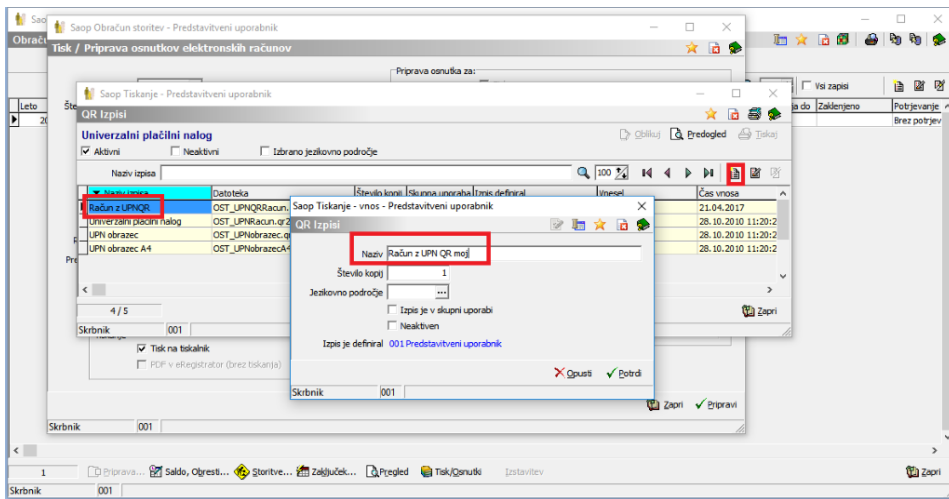 Sao
Saop Obračun storitev - Predstavitveni uporabnik
Obraču
Tisk / Priprava osnutkov elektronskih računov
Priprava osnutka za:
Vsi zapisi
Saop Tiskanje - Predstavitveni uporabnik
Leto
Šte
ja do
Zaklenjeno
Potrjevanje
QR Izpisi
20
Brez potrjev
Univerzalni plačilni nalog
Oblikuj
Predogled
Tiskaj
Aktivni
Neaktivni
Izbrano jezikovno področje
Naziv izpisa
100
Naziv izpisa
Datoteka
Število kopij
Skupna uporaba
Izpis definiral
Vnesel
Čas vnosa
Račun z UPNQR
OST_UPNQRRacun.
21.04.2017
Univerzalni plačilni nalog
OST_UPNRacun.qr2
28.10.2010 11:20:2
UPN obrazec
OST_UPNobrazec.q
28.10.2010 11:20:2
UPN obrazec A4
OST_UPNobrazecA4
28.10.2010 11:20:2
Pre
Saop Tiskanje - vnos - Predstavitveni uporabnik
QR Izpisi
Naziv
Račun z UPN QR moj
Število kopij
1
Jezikovno področje
...
Izpis je v skupni uporabi
Neaktiven
Izpis je definiral
001 Predstavitveni uporabnik
Opusti
Potrdi
Skrbnik
001
4 / 5
Zapri
Skrbnik
001
Tisk na tiskalnik
PDF v eRegistrator (brez tiskanja)
Zapri
Pripravi
Skrbnik
001
1
Priprava...
Saldo, Obresti...
Storitve...
Zaključek...
Pregled
Tisk/Osnutki
Izstavitev
Zapri
Skrbnik
001